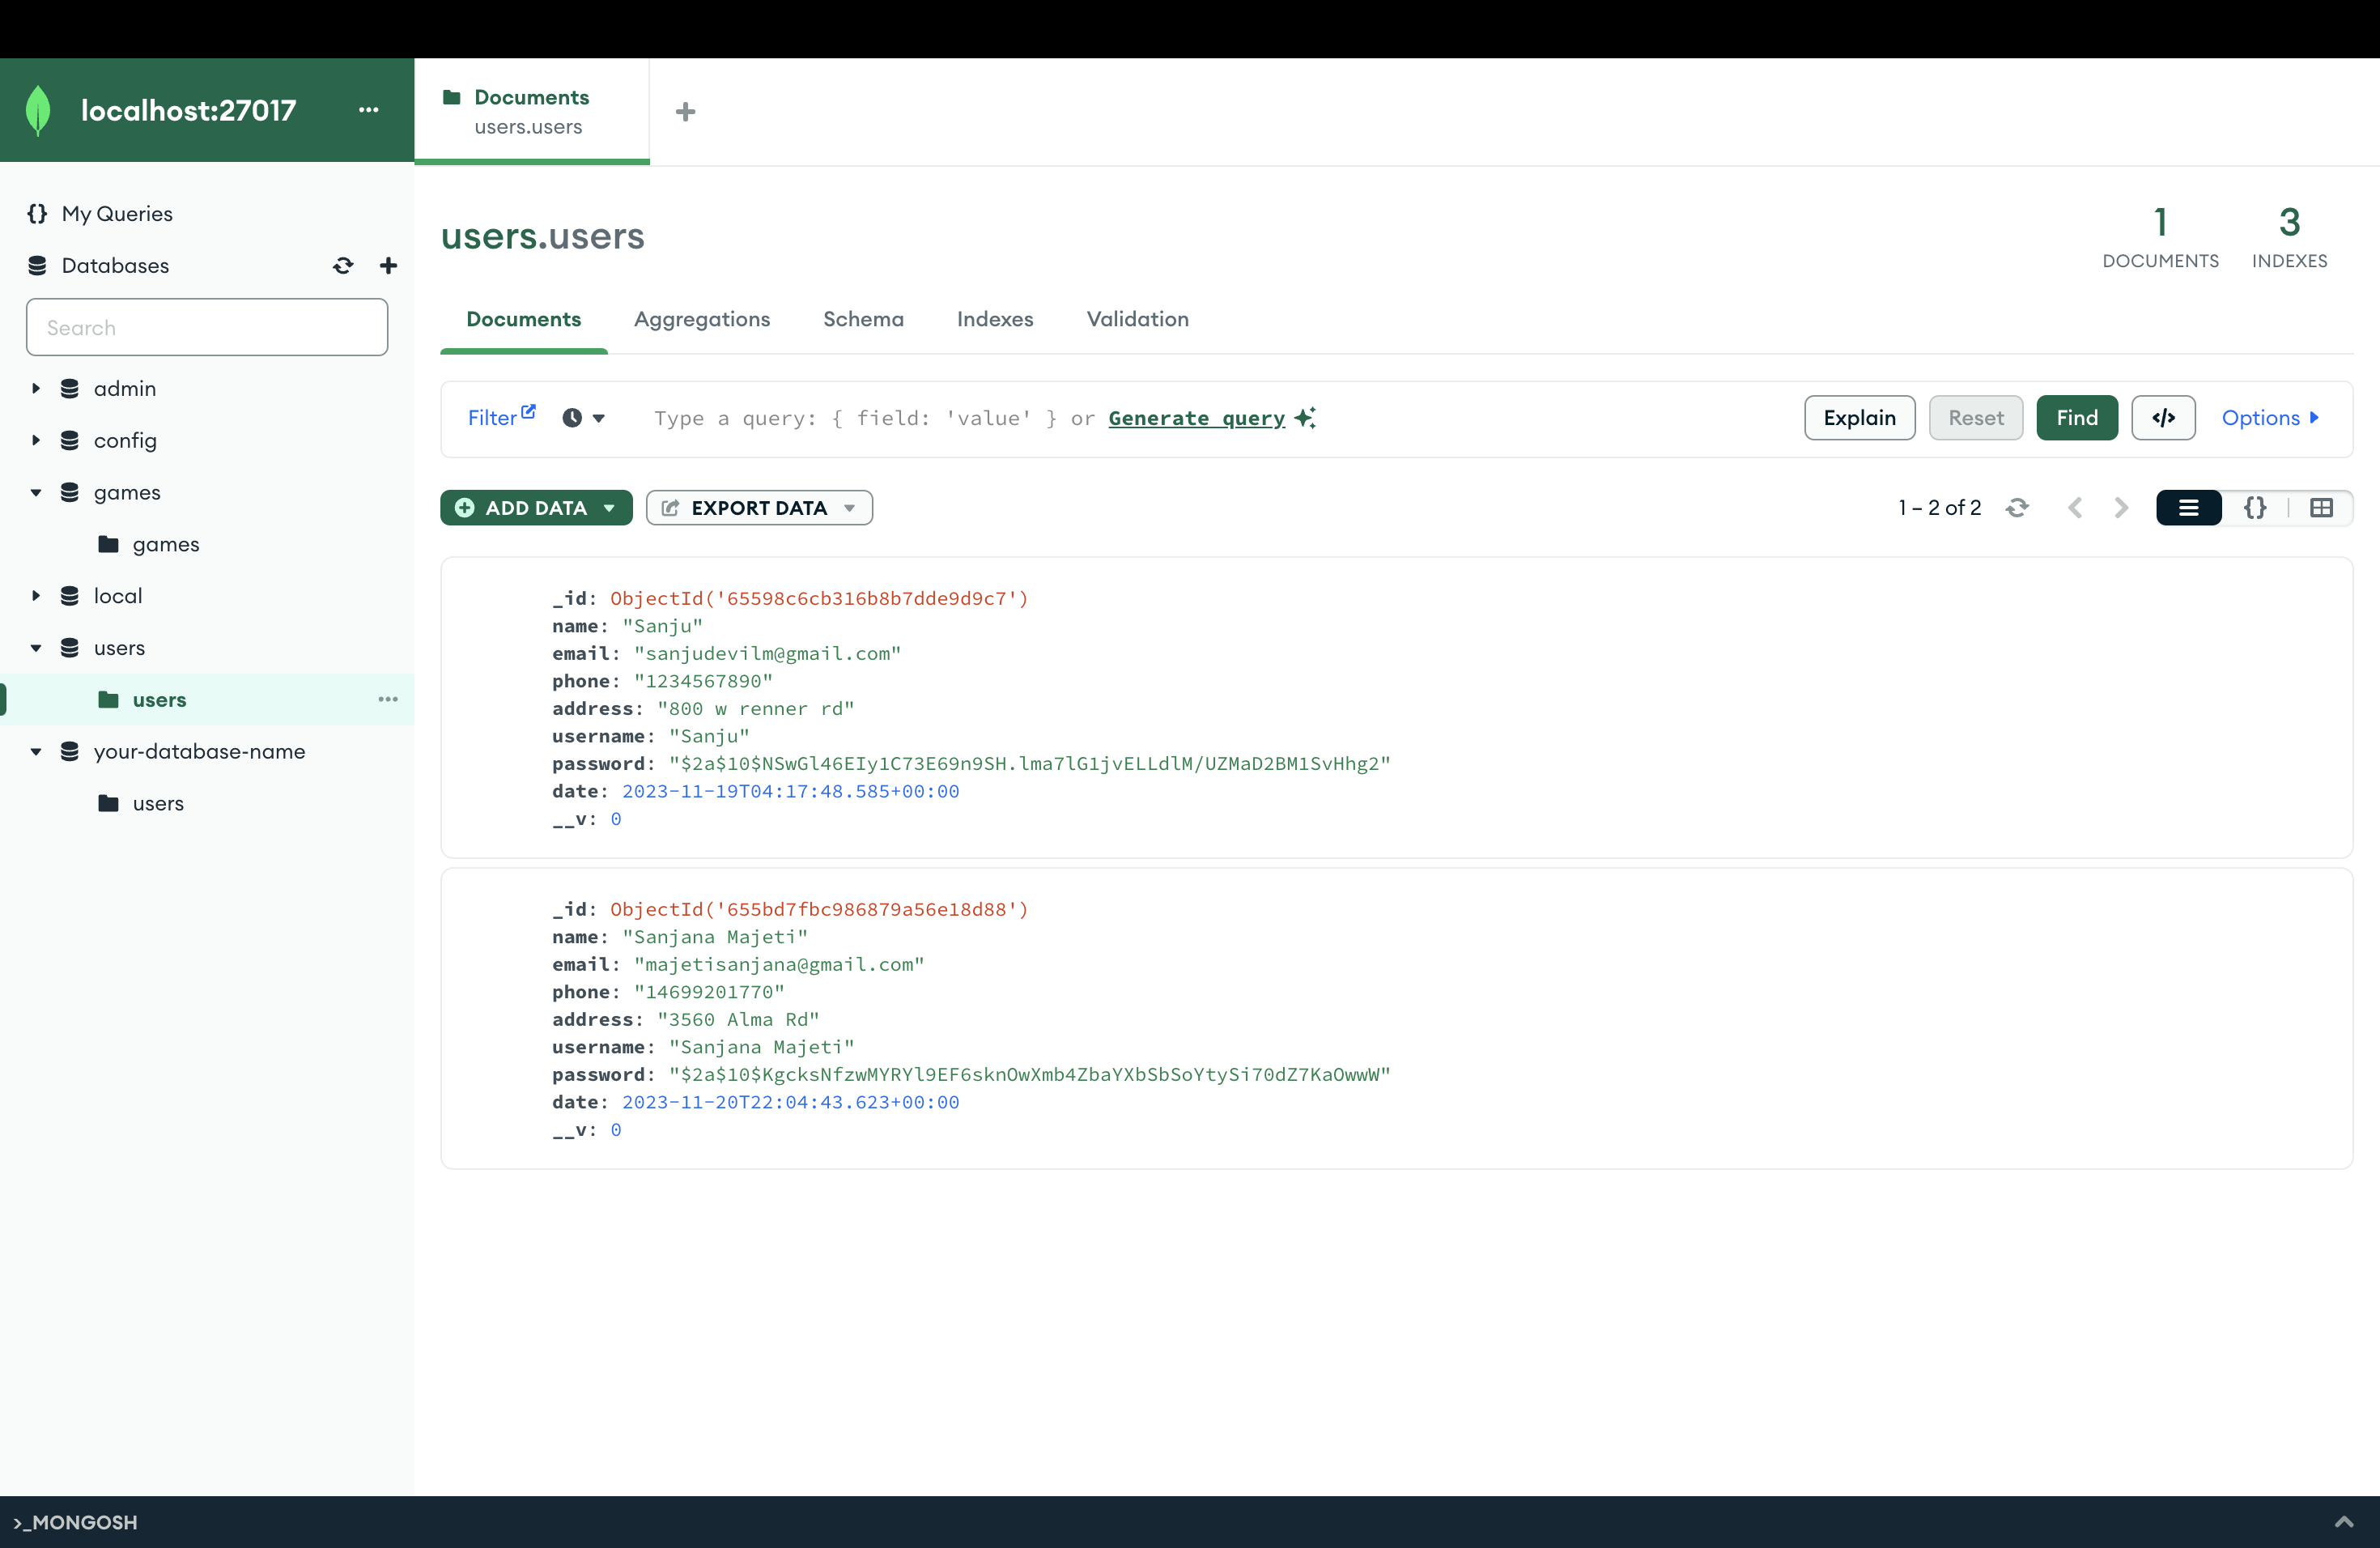 localhost:27017
My Queries
Databases
Search
admin
config
games
games
local
users
users
your-database-name
users
Documents
users.users
users.users
1
DOCUMENTS
3
INDEXES
Documents Aggregations Schema Indexes Validation
Filter Type a query: { field: 'value' } or Generate query Explain Reset Find </> Options
ADD DATA EXPORT DATA 1 – 2 of 2 {}
_id: ObjectId('65598c6cb316b8b7dde9d9c7')
name: "Sanju"
email: "sanjudevilm@gmail.com"
phone: "1234567890"
address: "800 w renner rd"
username: "Sanju"
password: "$2a$10$NSwGl46EIy1C73E69n9SH.lma7lG1jvELLdlM/UZMaD2BM1SvHhg2"
date: 2023-11-19T04:17:48.585+00:00
__v: 0
_id: ObjectId('655bd7fbc986879a56e18d88')
name: "Sanjana Majeti"
email: "majetisanjana@gmail.com"
phone: "14699201770"
address: "3560 Alma Rd"
username: "Sanjana Majeti"
password: "$2a$10$KgcksNfzwMYRYl9EF6sknOwXmb4ZbaYXbSbSoYtySi70dZ7KaOwwW"
date: 2023-11-20T22:04:43.623+00:00
__v: 0
>_MONGOSH